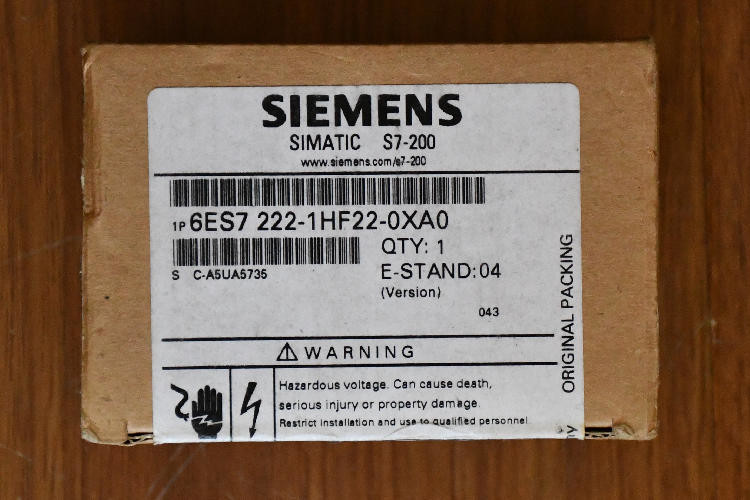 SIEMENS
SIMATIC S7-200
www.siemens.com/s7-200
1P 6ES7 222-1HF22-0XA0
QTY: 1
S C-A5UA5735
E-STAND:04
(Version)
043
ORIGINAL PACKING
WARNING
Hazardous voltage. Can cause death,
serious injury or property damage.
Restrict installation and use to qualified personnel